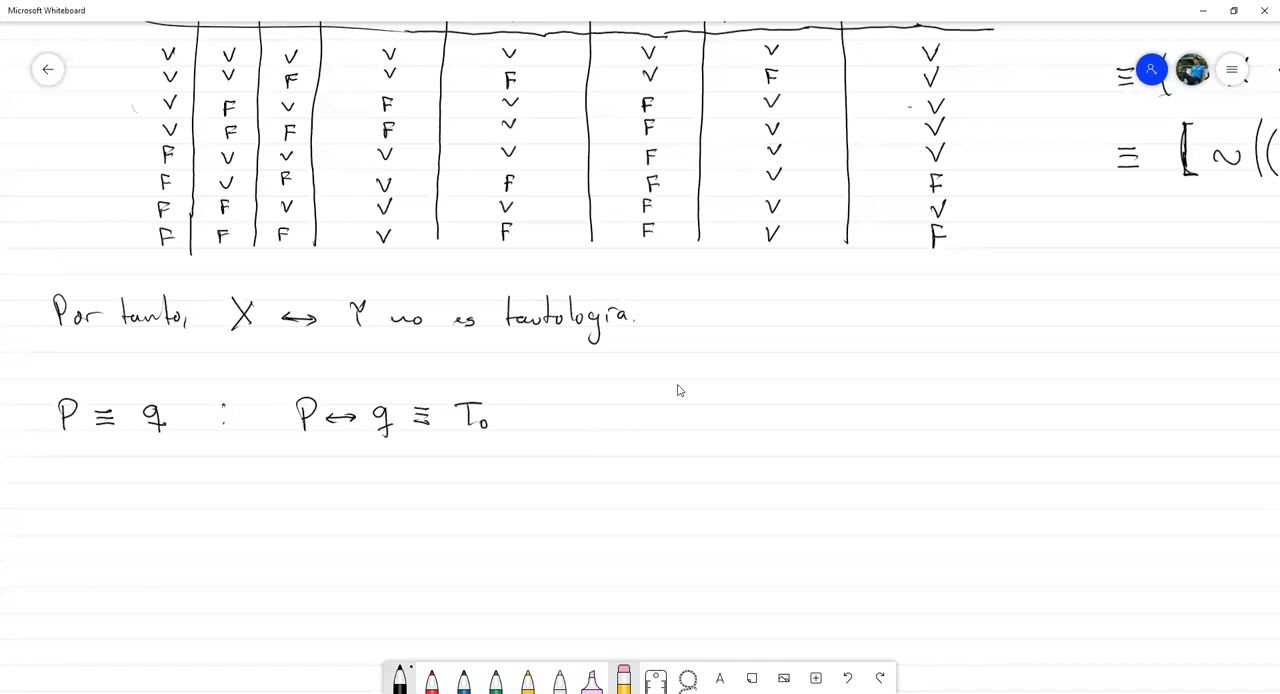 Microsoft Whiteboard
V V V V V V V V
V V F V F V F V
V F V F V F V V
V F F F V F V V
F V V V V F V V
F V F V F F V F
F F V V V F V V
F F F V F F V F
≡
≡ [ ~((
Por tanto, X ↔ Y no es tautología.
P ≡ q : P ↔ q ≡ T₀
A